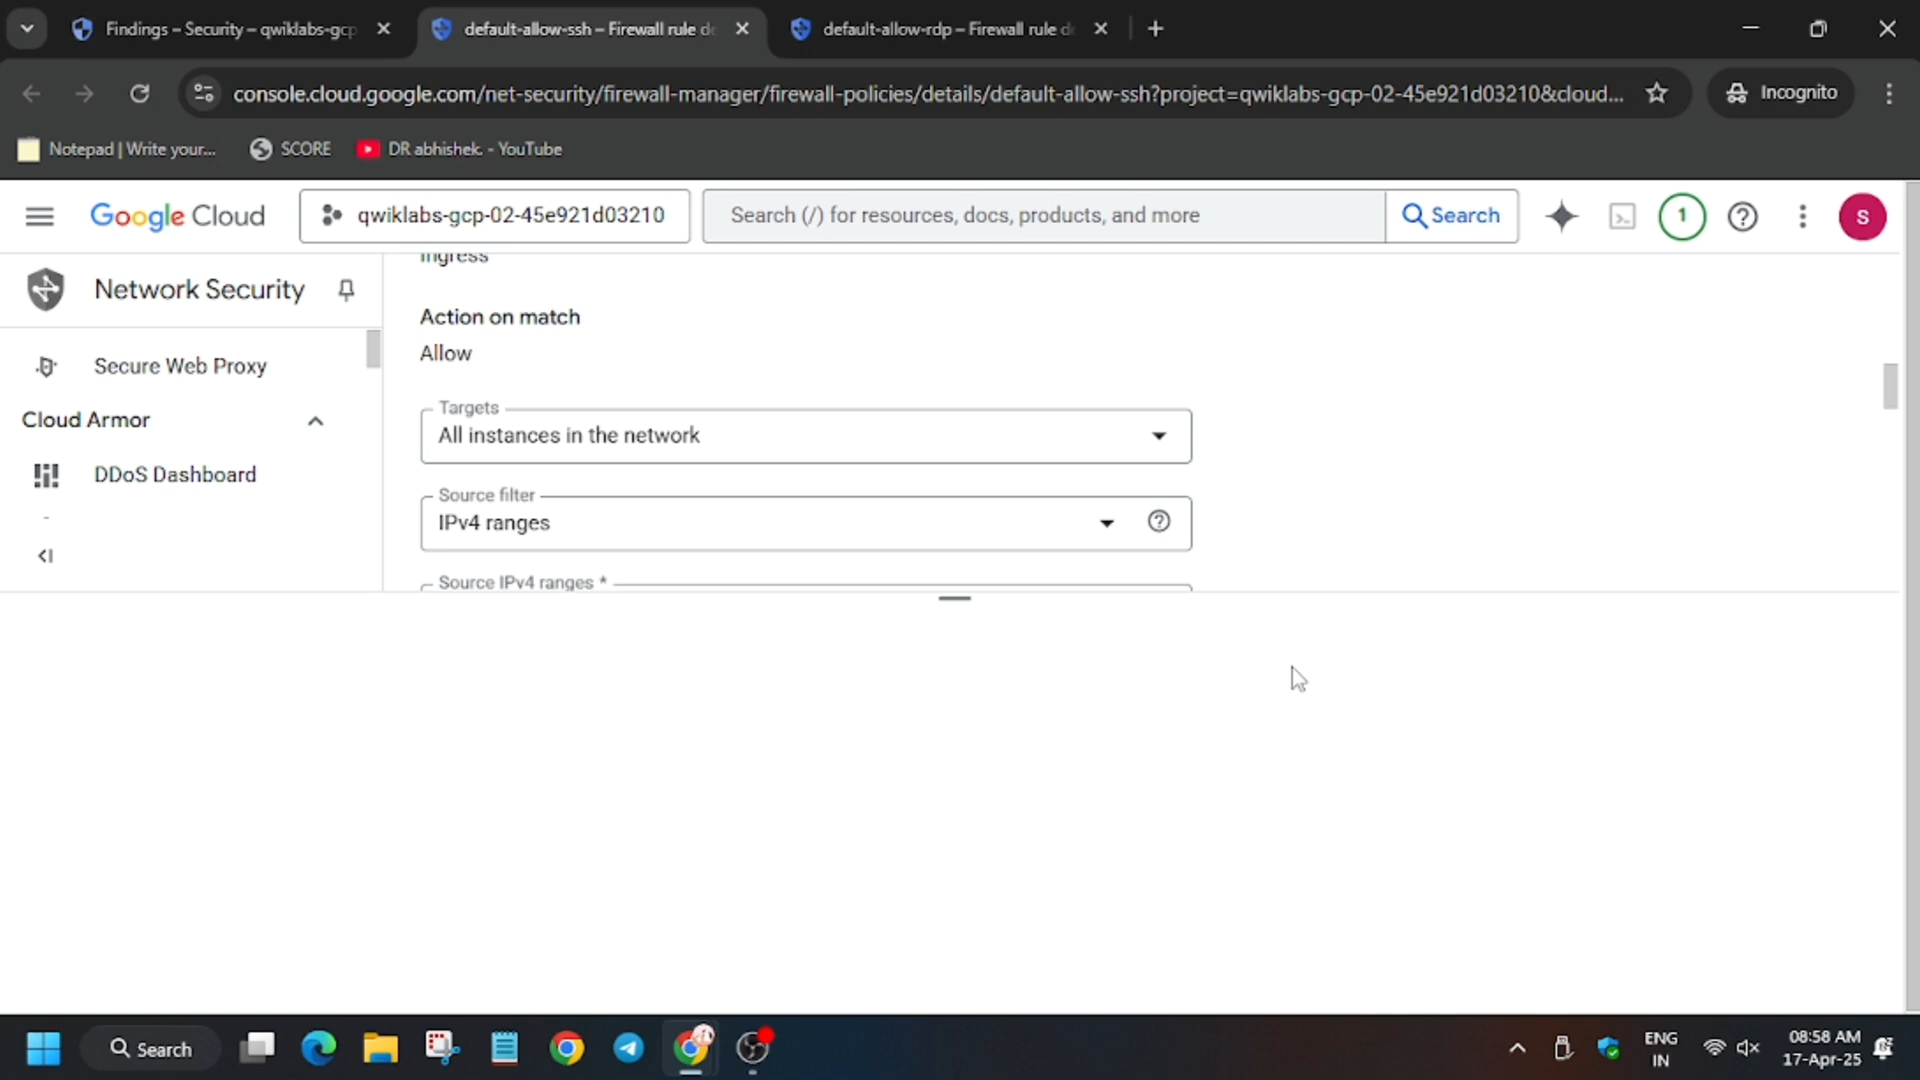 Findings – Security – qwiklabs-gcp
default-allow-ssh – Firewall rule de
default-allow-rdp – Firewall rule de
console.cloud.google.com/net-security/firewall-manager/firewall-policies/details/default-allow-ssh?project=qwiklabs-gcp-02-45e921d03210&cloud...
Incognito
Notepad | Write your...
SCORE
DR abhishek. - YouTube
Google Cloud
qwiklabs-gcp-02-45e921d03210
Search (/) for resources, docs, products, and more
Search
1
S
Network Security
Secure Web Proxy
Cloud Armor
DDoS Dashboard
Ingress
Action on match
Allow
Targets
All instances in the network
Source filter
IPv4 ranges
Source IPv4 ranges *
Search
ENG
IN
08:58 AM
17-Apr-25